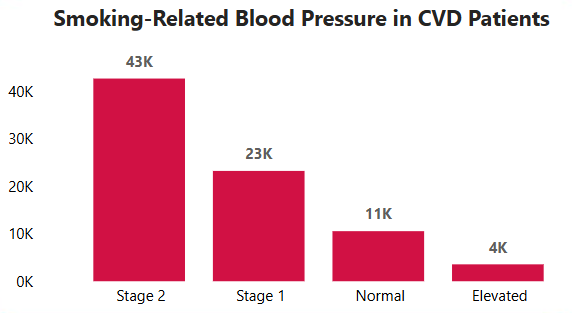 Smoking-Related Blood Pressure in CVD Patients
43K
40K
30K
23K
20K
11K
10K
4K
0K
Stage 2 Stage 1 Normal Elevated